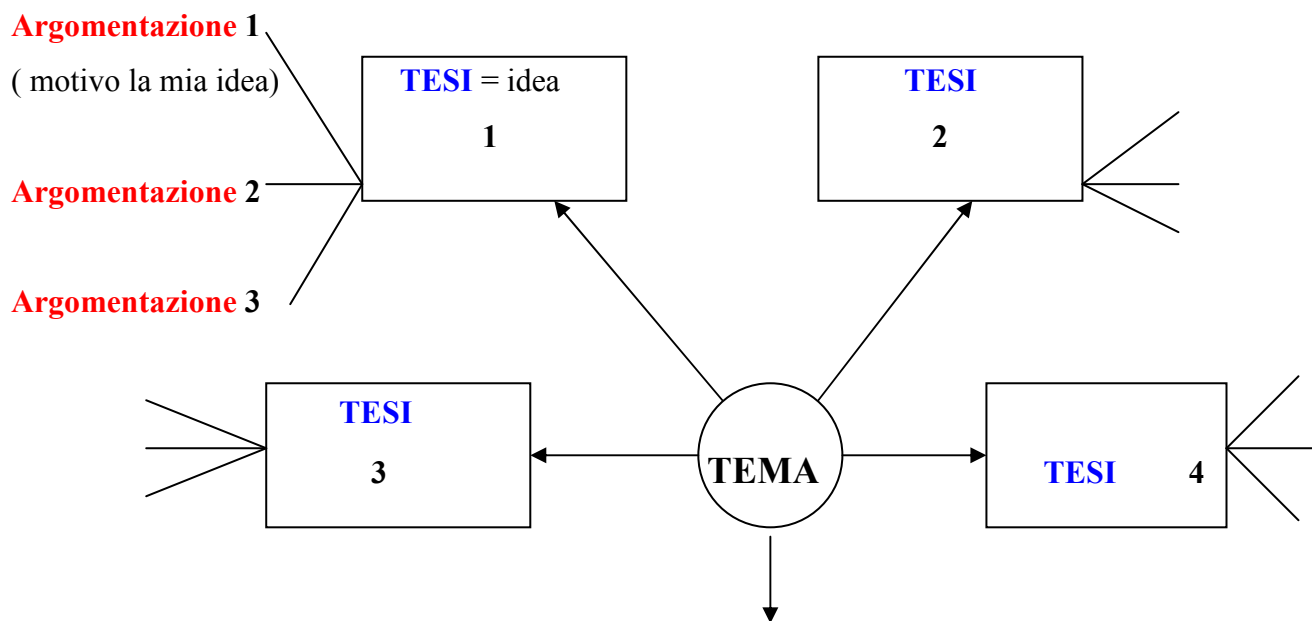 Argomentazione 1
( motivo la mia idea)
Argomentazione 2
Argomentazione 3
TESI = idea
1
TESI
2
TESI
3
TEMA
TESI 4